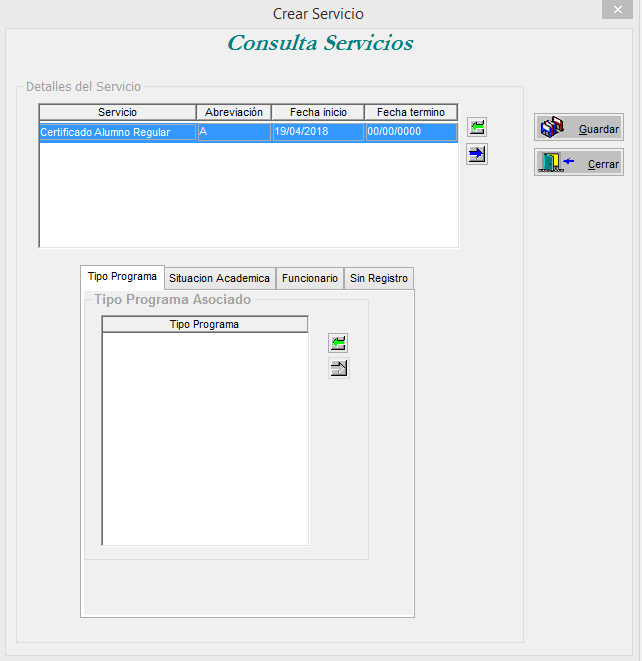 Crear Servicio
Consulta Servicios
Detalles del Servicio
Servicio Abreviación Fecha inicio Fecha termino
Certificado Alumno Regular A 19/04/2018 00/00/0000
Guardar
Cerrar
Tipo Programa Situacion Academica Funcionario Sin Registro
Tipo Programa Asociado
Tipo Programa